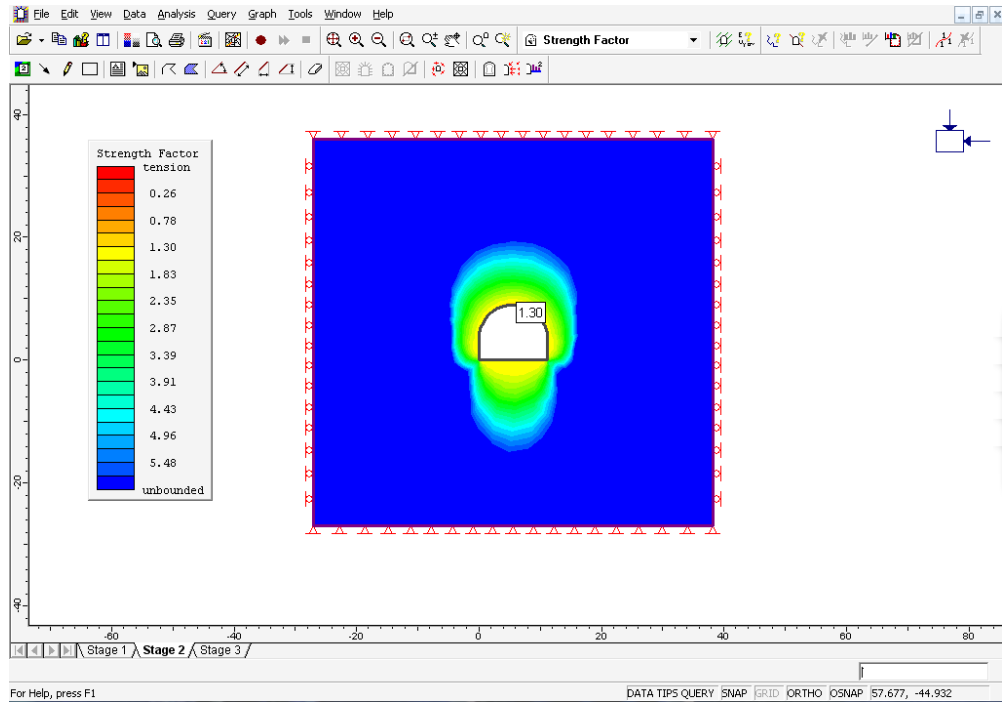 File Edit View Data Analysis Query Graph Tools Window Help
Strength Factor
Strength Factor
tension
0.26
0.78
1.30
1.83
2.35
2.87
3.39
3.91
4.43
4.96
5.48
unbounded
40
20
0
-20
-40
1.30
-60 -40 -20 0 20 40 60 80
Stage 1 Stage 2 Stage 3
For Help, press F1
DATA TIPS QUERY SNAP GRID ORTHO OSNAP 57.677, -44.932